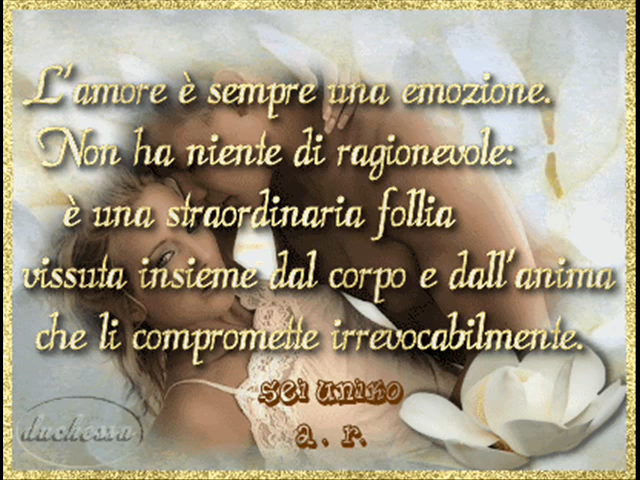 L'amore è sempre una emozione.
Non ha niente di ragionevole:
è una straordinaria follia
vissuta insieme dal corpo e dall'anima
che li compromette irrevocabilmente.
sei uniko
a . r.
duchessa